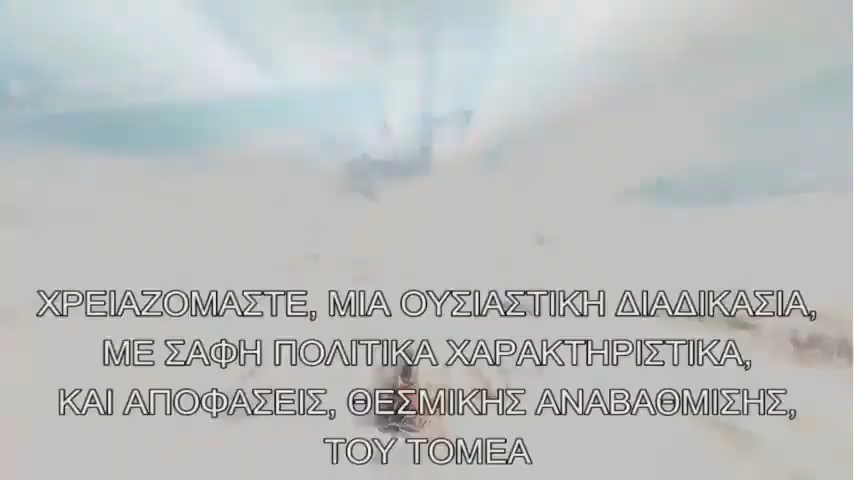 ΧΡΕΙΑΖΟΜΑΣΤΕ, ΜΙΑ ΟΥΣΙΑΣΤΙΚΗ ΔΙΑΔΙΚΑΣΙΑ,
ΜΕ ΣΑΦΗ ΠΟΛΙΤΙΚΑ ΧΑΡΑΚΤΗΡΙΣΤΙΚΑ,
ΚΑΙ ΑΠΟΦΑΣΕΙΣ, ΘΕΣΜΙΚΗΣ ΑΝΑΒΑΘΜΙΣΗΣ,
ΤΟΥ ΤΟΜΕΑ